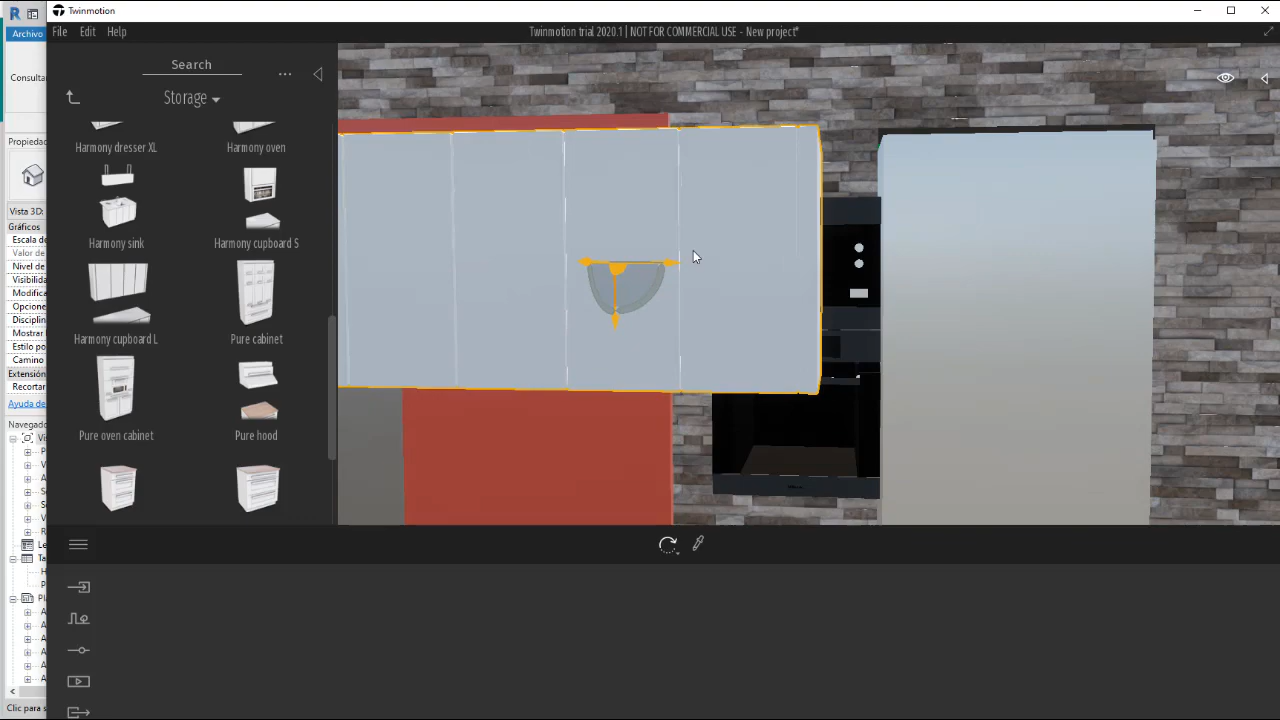 Twinmotion
Archivo
File Edit Help
Twinmotion trial 2020.1 | NOT FOR COMMERCIAL USE - New project*
Consultar
Search
Storage
Harmony dresser XL
Harmony oven
Propiedad
Harmony sink
Harmony cupboard S
Vista 3D:
Gráficos
Escala de
Valor de
Nivel de
Visibilida
Modifica
Opcione
Disciplin
Mostrar
Estilo po
Camino
Extensión
Recortar
Ayuda de
Harmony cupboard L
Pure cabinet
Pure oven cabinet
Pure hood
Navegado
Clic para s